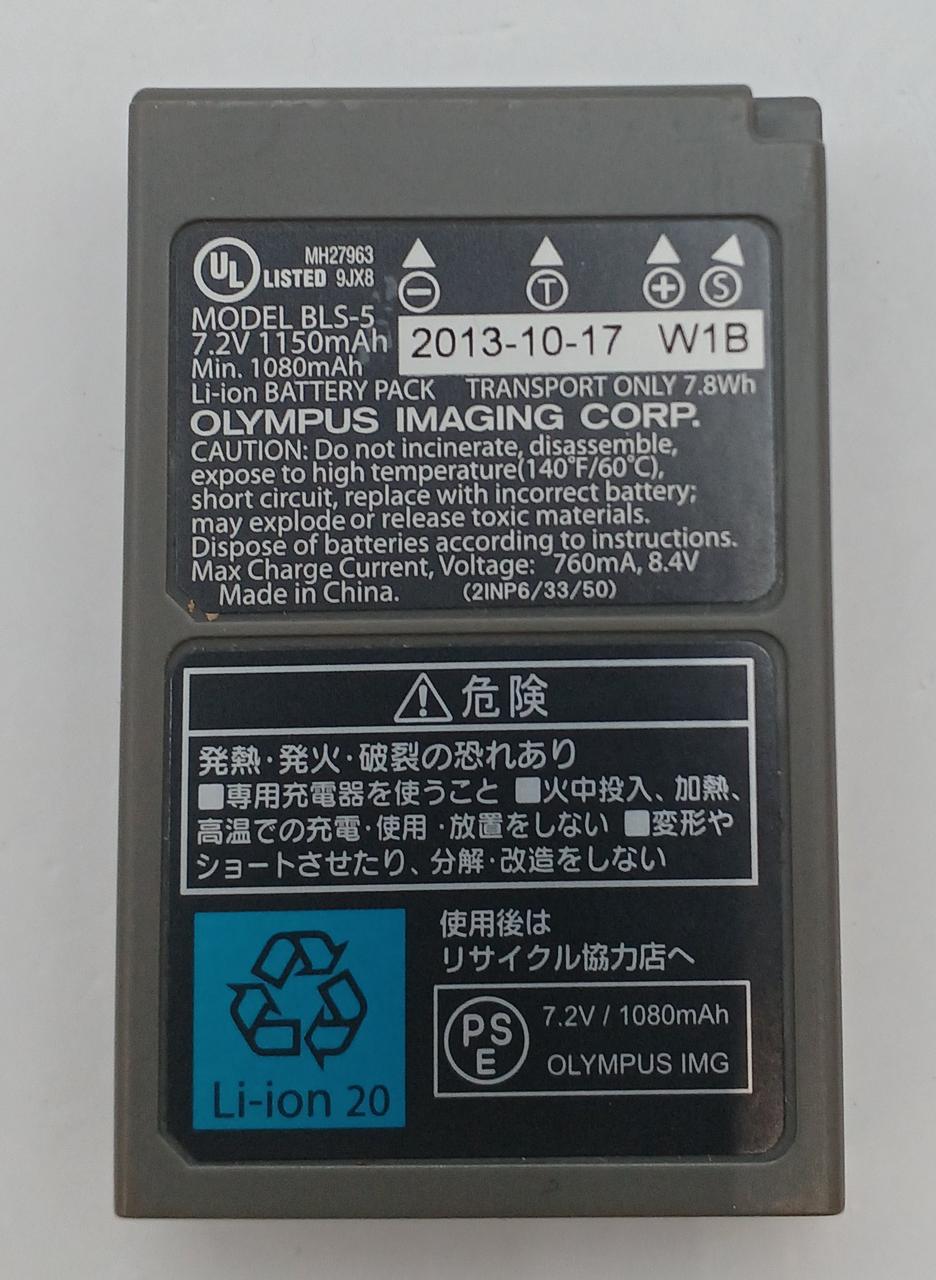 UL MH27963
LISTED 9JX8
− T + S
MODEL BLS-5
7.2V 1150mAh
2013-10-17 W1B
Min. 1080mAh
Li-ion BATTERY PACK TRANSPORT ONLY 7.8Wh
OLYMPUS IMAGING CORP.
CAUTION: Do not incinerate, disassemble,
expose to high temperature(140°F/60°C),
short circuit, replace with incorrect battery;
may explode or release toxic materials.
Dispose of batteries according to instructions.
Max Charge Current, Voltage: 760mA, 8.4V
Made in China. (2INP6/33/50)
危険
発熱·発火·破裂の恐れあり
■専用充電器を使うこと ■火中投入、加熱、
高温での充電·使用·放置をしない ■変形や
ショートさせたり、分解·改造をしない
使用後は
リサイクル協力店へ
Li-ion 20
PS
E
7.2V / 1080mAh
OLYMPUS IMG